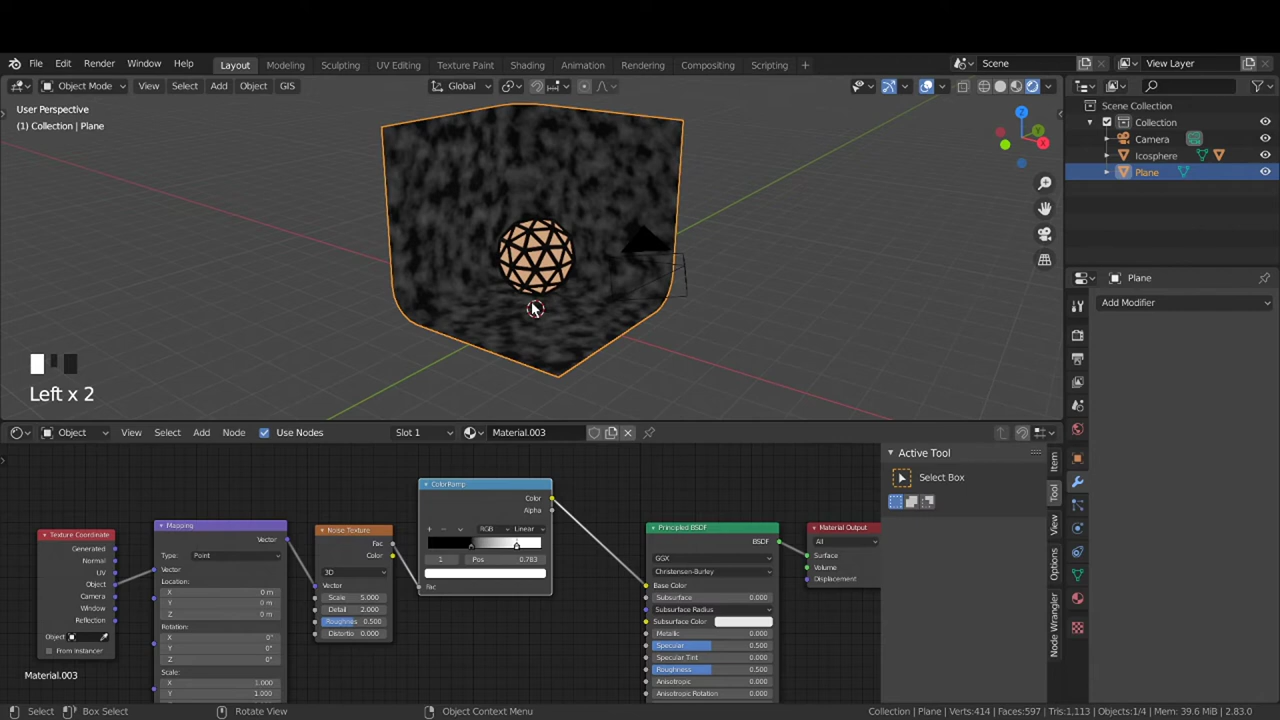 File Edit Render Window Help Layout Modeling Sculpting UV Editing Texture Paint Shading Animation Rendering Compositing Scripting + Scene View Layer
Object Mode View Select Add Object GIS Global
User Perspective
(1) Collection | Plane
Z
Y
X
Scene Collection
Collection
Camera
Icosphere
Plane
Plane
Add Modifier
Left x 2
Object View Select Add Node Use Nodes Slot 1 Material.003
Texture Coordinate
Generated
Normal
UV
Object
Camera
Window
Reflection
Object:
From Instancer
Material.003
Mapping
Vector
Type: Point
Vector
Location:
X 0 m
Y 0 m
Z 0 m
Rotation:
X 0°
Y 0°
Z 0°
Scale:
X 1.000
Y 1.000
Noise Texture
Fac
Color
3D
Vector
Scale 5.000
Detail 2.000
Roughnes 0.500
Distortio 0.000
ColorRamp
Color
Alpha
+ − RGB Linear
1 Pos 0.783
Fac
Principled BSDF
BSDF
GGX
Christensen-Burley
Base Color
Subsurface 0.000
Subsurface Radius
Subsurface Color
Metallic 0.000
Specular 0.500
Specular Tint 0.000
Roughness 0.500
Anisotropic 0.000
Anisotropic Rotation 0.000
Material Output
All
Surface
Volume
Displacement
Active Tool
Select Box
Item
Tool
View
Options
Node Wrangler
Select Box Select Rotate View Object Context Menu Collection | Plane | Verts:414 | Faces:597 | Tris:1,113 | Objects:1/4 | Mem: 39.6 MiB | 2.83.0